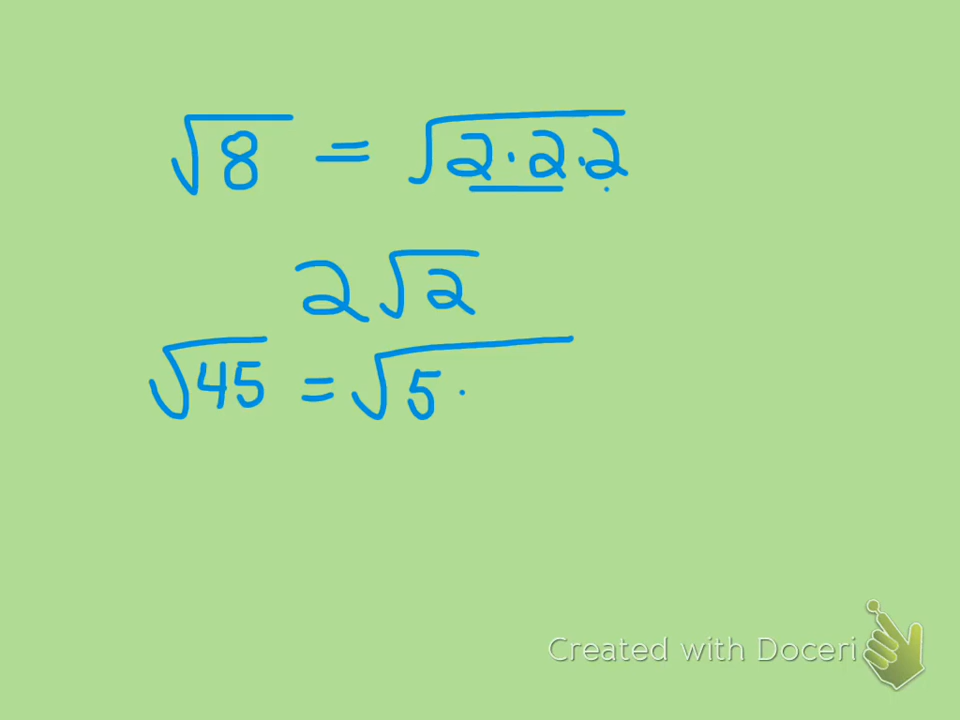 √8 = √2·2·2
2√2
√45 = √5·
Created with Doceri